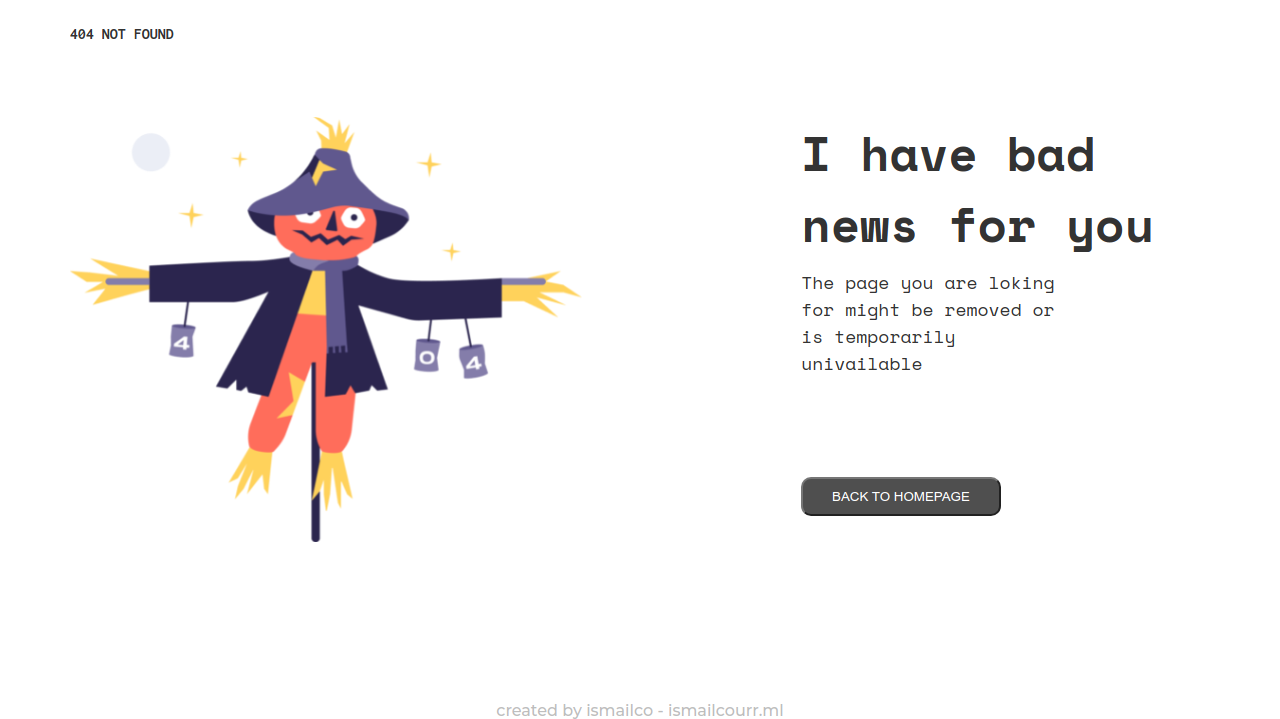 404 NOT FOUND
I have bad
news for you
The page you are loking
for might be removed or
is temporarily
univailable
4
0
4
BACK TO HOMEPAGE
created by ismailco - ismailcourr.ml